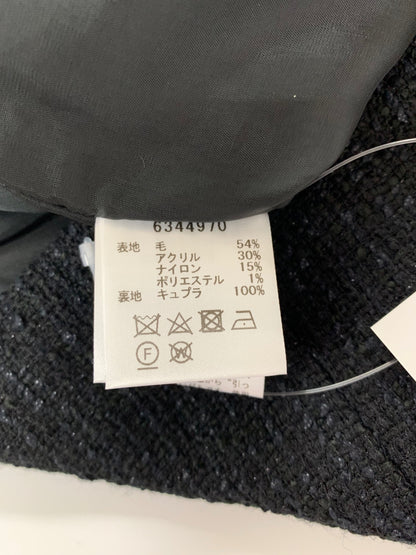 6344970
表地 毛 54%
アクリル 30%
ナイロン 15%
ポリエステル 1%
裏地 キュプラ 100%
F W